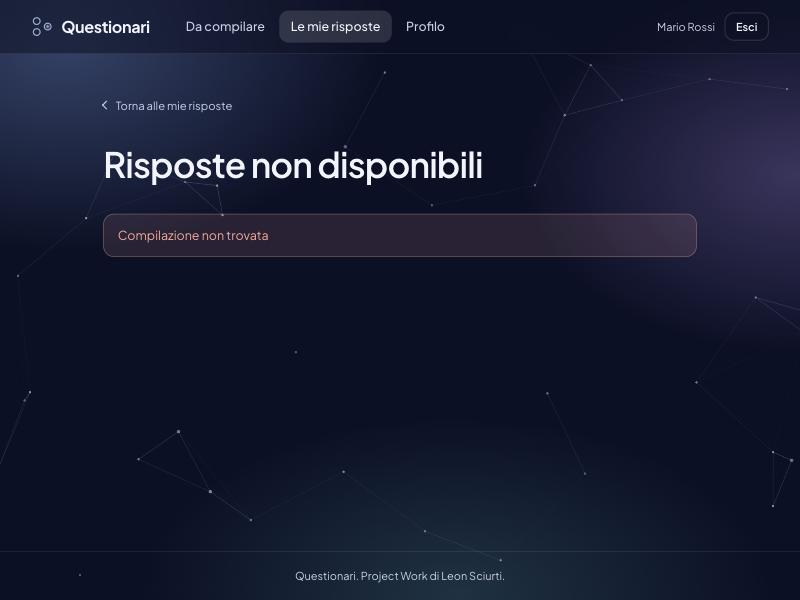 Questionari
Da compilare
Le mie risposte
Profilo
Mario Rossi
Esci
Torna alle mie risposte
Risposte non disponibili
Compilazione non trovata
Questionari. Project Work di Leon Sciurti.